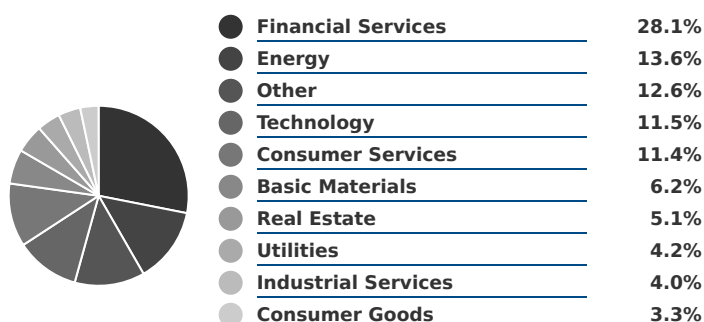 Financial Services 28.1%
Energy 13.6%
Other 12.6%
Technology 11.5%
Consumer Services 11.4%
Basic Materials 6.2%
Real Estate 5.1%
Utilities 4.2%
Industrial Services 4.0%
Consumer Goods 3.3%